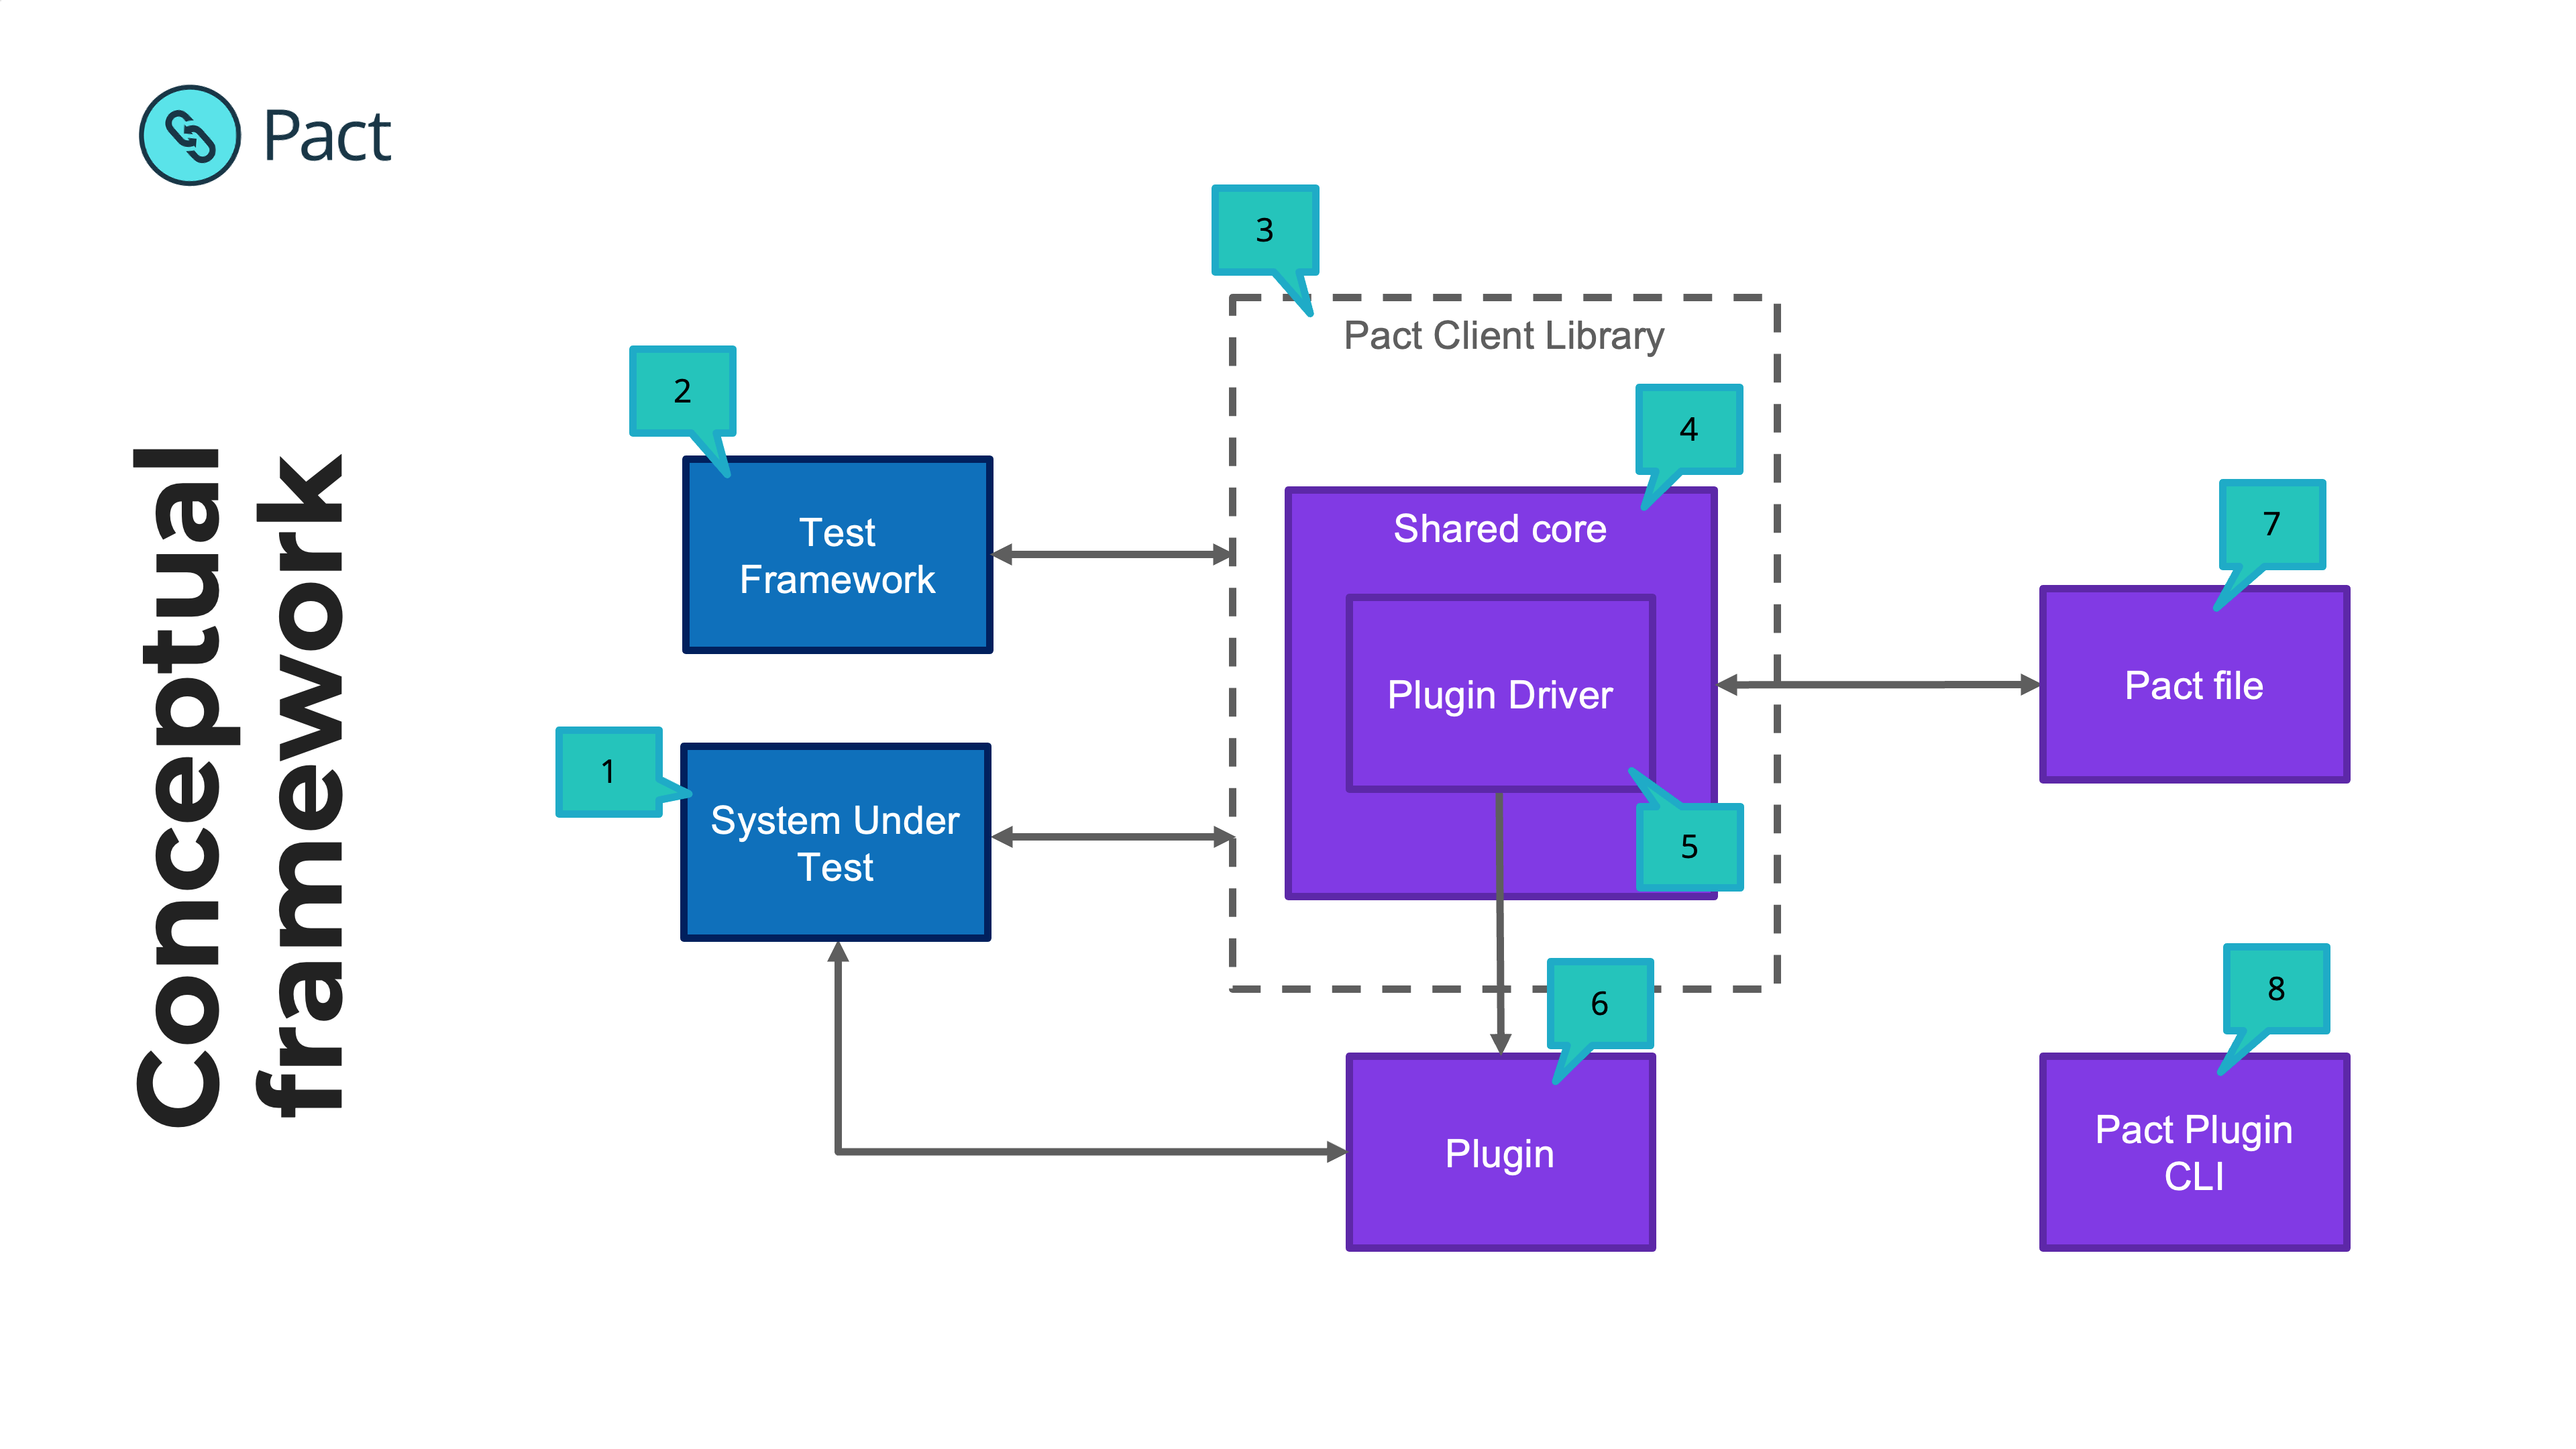 Pact
Conceptual
framework
3
Pact Client Library
2
4
Test
Framework
Shared core
7
Plugin Driver
Pact file
1
System Under
Test
5
6
8
Plugin
Pact Plugin
CLI